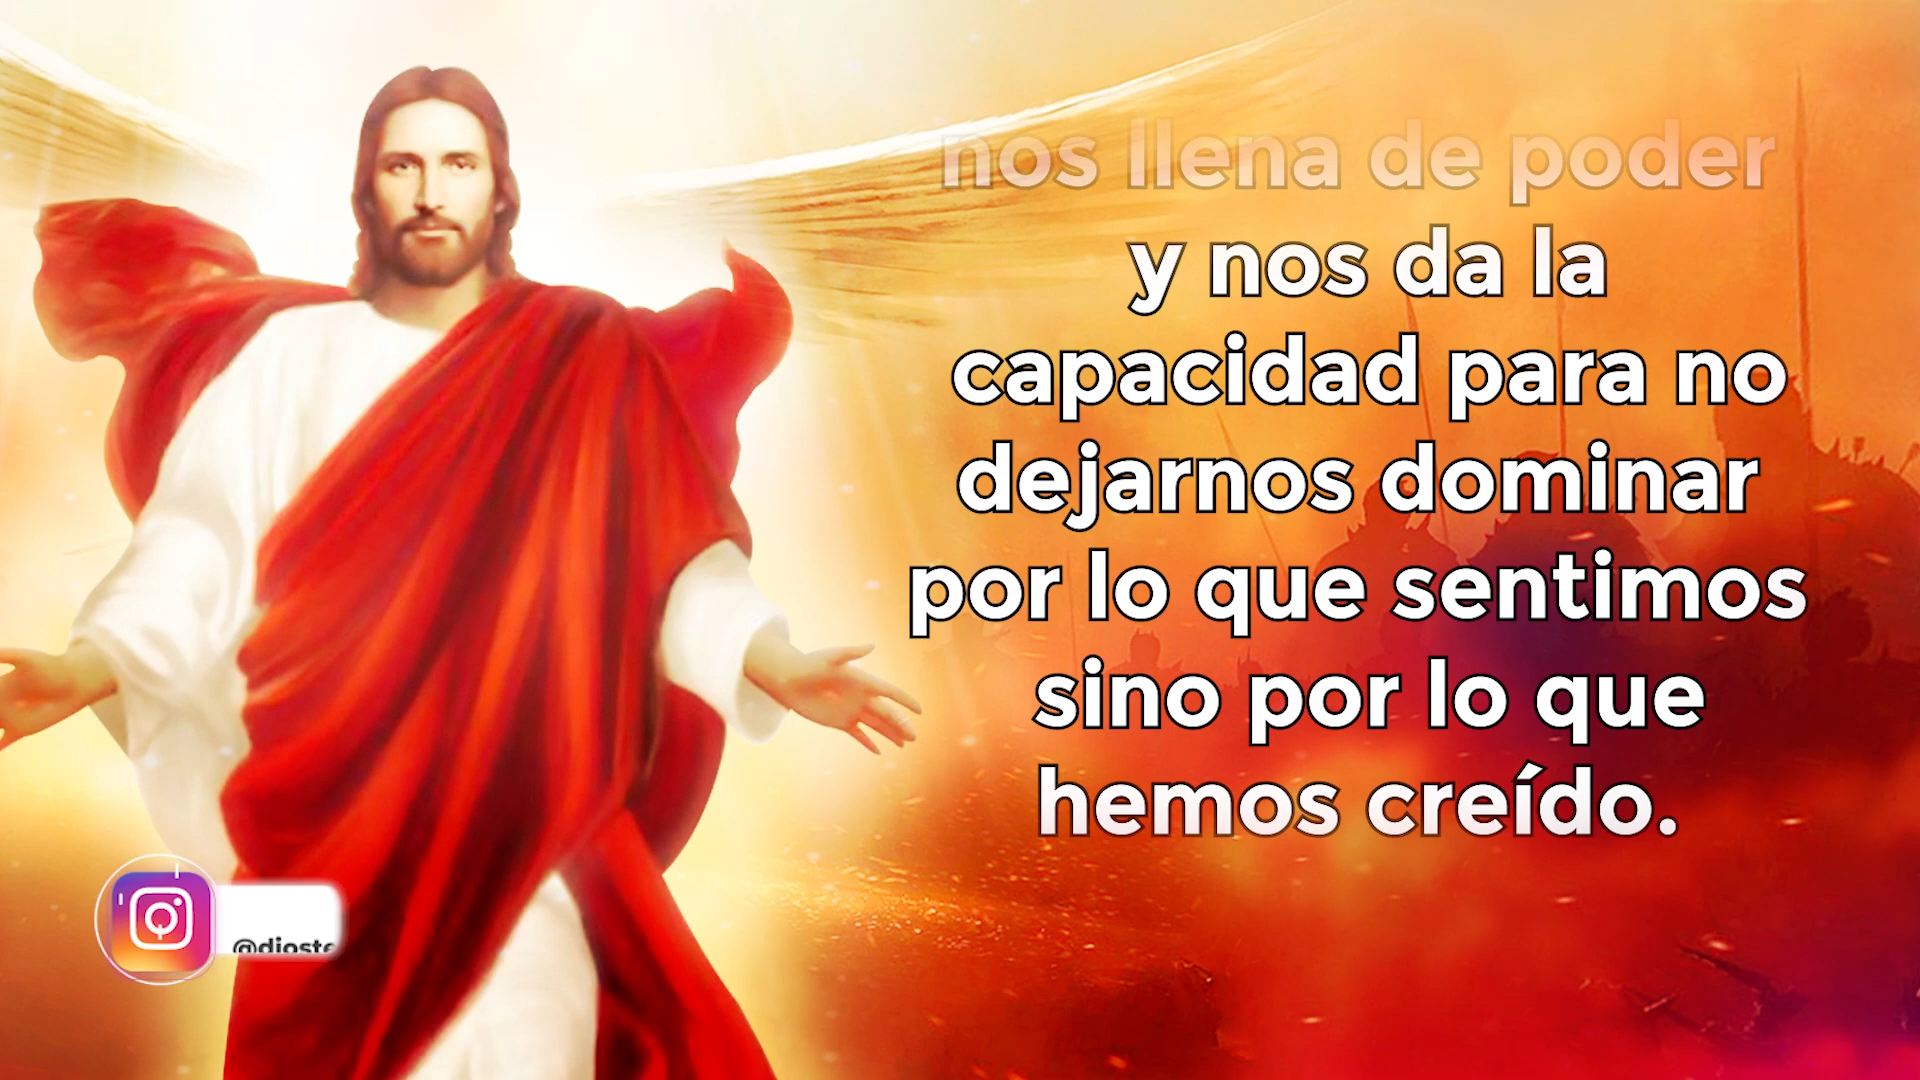 nos llena de poder
y nos da la
capacidad para no
dejarnos dominar
por lo que sentimos
sino por lo que
hemos creído.